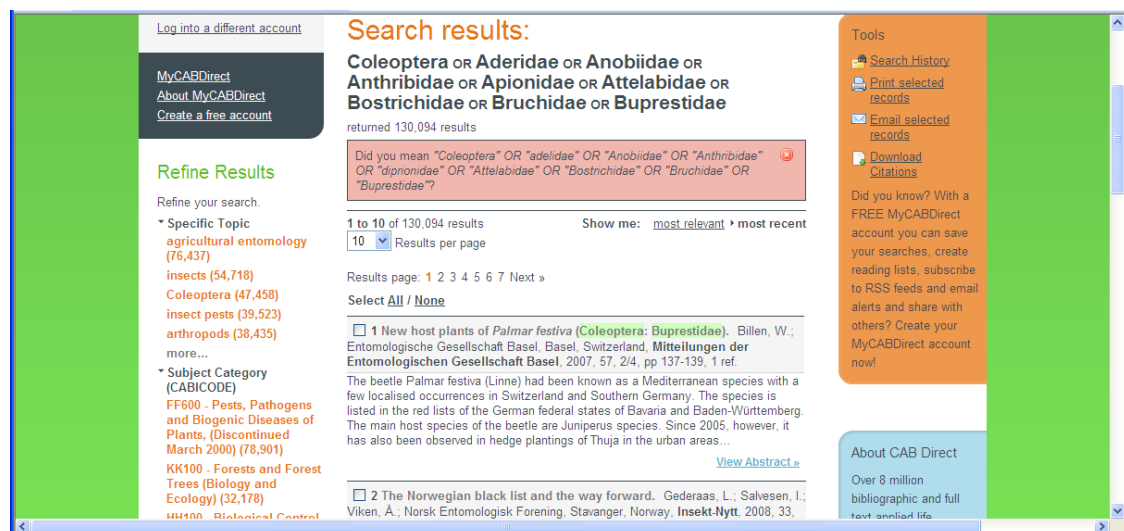 Log into a different account
MyCABDirect
About MyCABDirect
Create a free account
Refine Results
Refine your search.
Specific Topic
agricultural entomology
(76,437)
insects (54,718)
Coleoptera (47,458)
insect pests (39,523)
arthropods (38,435)
more...
Subject Category
(CABICODE)
FF600 - Pests, Pathogens
and Biogenic Diseases of
Plants, (Discontinued
March 2000) (78,901)
KK100 - Forests and Forest
Trees (Biology and
Ecology) (32,178)
HH100 - Biological Control
Search results:
Coleoptera OR Aderidae OR Anobiidae OR
Anthribidae OR Apionidae OR Attelabidae OR
Bostrichidae OR Bruchidae OR Buprestidae
returned 130,094 results
Did you mean "Coleoptera" OR "adelidae" OR "Anobiidae" OR "Anthribidae"
OR "diprionidae" OR "Attelabidae" OR "Bostrichidae" OR "Bruchidae" OR
"Buprestidae"?
1 to 10 of 130,094 results
Show me: most relevant most recent
10 Results per page
Results page: 1 2 3 4 5 6 7 Next »
Select All / None
1 New host plants of Palmar festiva (Coleoptera: Buprestidae). Billen, W.;
Entomologische Gesellschaft Basel, Basel, Switzerland, Mitteilungen der
Entomologischen Gesellschaft Basel, 2007, 57, 2/4, pp 137-139, 1 ref.
The beetle Palmar festiva (Linne) had been known as a Mediterranean species with a
few localised occurrences in Switzerland and Southern Germany. The species is
listed in the red lists of the German federal states of Bavaria and Baden-Württemberg.
The main host species of the beetle are Juniperus species. Since 2005, however, it
has also been observed in hedge plantings of Thuja in the urban areas...
View Abstract »
2 The Norwegian black list and the way forward. Gederaas, L.; Salvesen, I.;
Viken, Å.; Norsk Entomologisk Forening, Stavanger, Norway, Insekt-Nytt, 2008, 33,
Tools
Search History
Print selected
records
Email selected
records
Download
Citations
Did you know? With a
FREE MyCABDirect
account you can save
your searches, create
reading lists, subscribe
to RSS feeds and email
alerts and share with
others? Create your
MyCABDirect account
now!
About CAB Direct
Over 8 million
bibliographic and full
text applied life